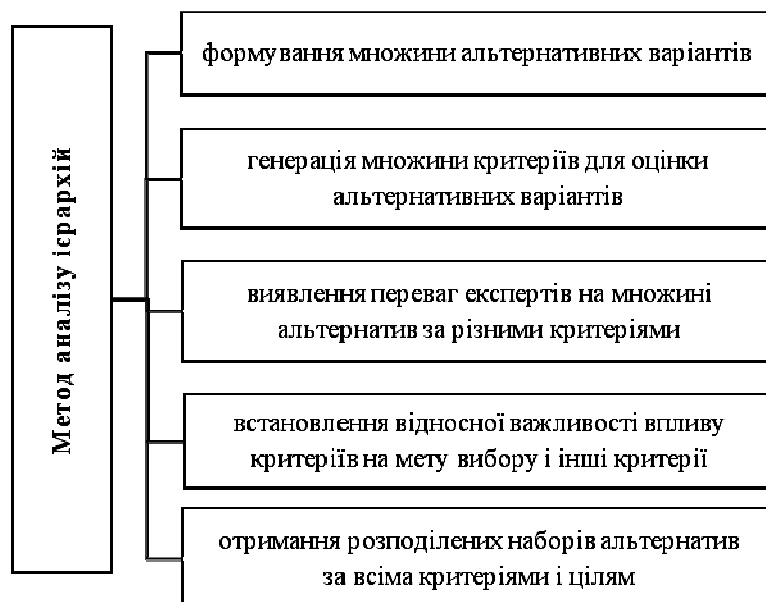 Метод аналізу ієрархій
формування множини альтернативних варіантів
генерація множини критеріїв для оцінки
альтернативних варіантів
виявлення переваг експертів на множині
альтернатив за різними критеріями
встановлення відносної важливості впливу
критеріїв на мету вибору і інші критерії
отримання розподілених наборів альтернатив
за всіма критеріями і цілям